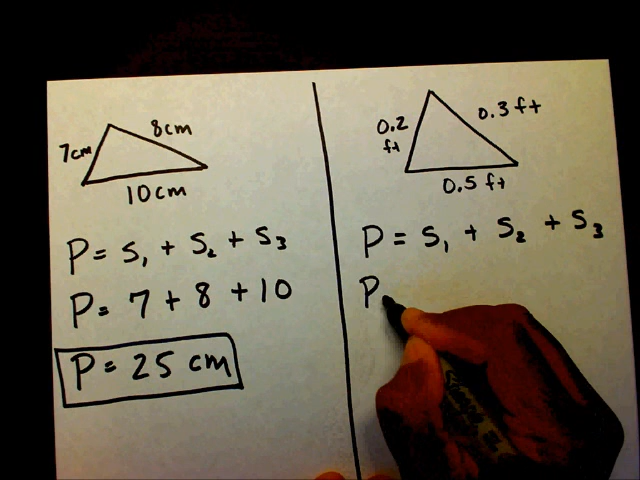 8cm
7cm
10cm
P = S₁ + S₂ + S₃
P = 7 + 8 + 10
P = 25 cm
0.2 ft
0.3 ft
0.5 ft
P = S₁ + S₂ + S₃
P